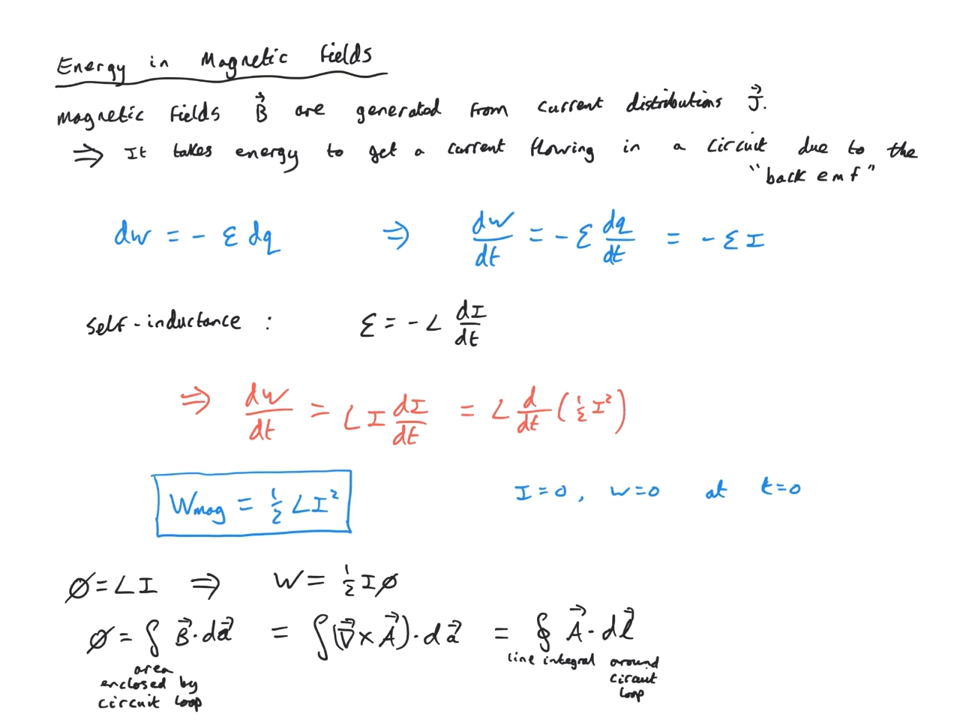 Energy in Magnetic Fields
Magnetic Fields B⃗ are generated from current distributions J⃗.
⇒ It takes energy to get a current flowing in a circuit due to the
"back emf"
dw = - ε dq ⇒ dw/dt = - ε dq/dt = - ε I
Self-inductance : ε = - L dI/dt
⇒ dw/dt = L I dI/dt = L d/dt (½ I²)
W_mag = ½ L I² I = 0, w = 0 at t = 0
Ø = L I ⇒ W = ½ I Ø
Ø = ∫ B⃗ · da⃗ = ∫ (∇⃗ × A⃗) · da⃗ = ∮ A⃗ · dl⃗
area enclosed by circuit loop
line integral around circuit loop